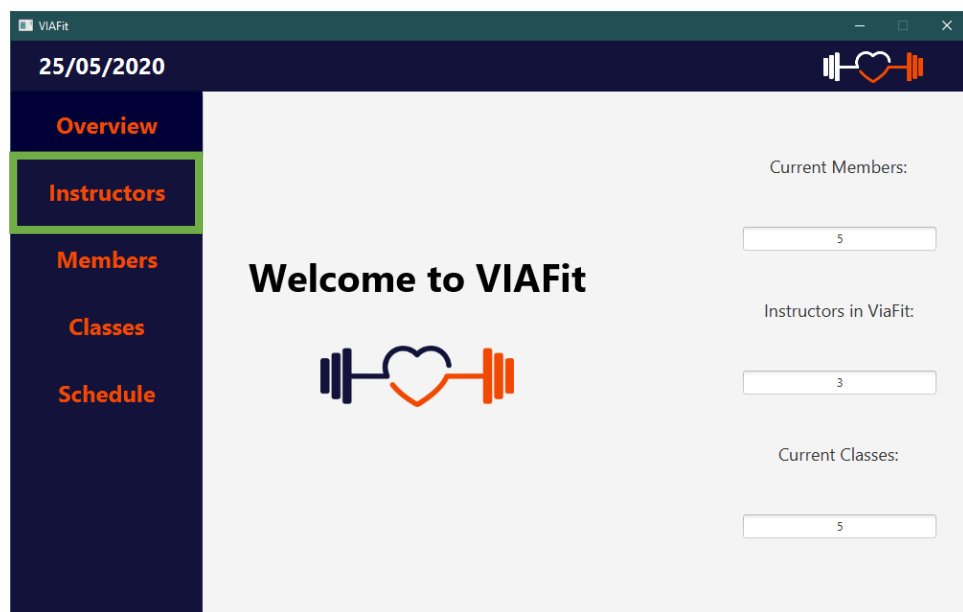 VIAFit
25/05/2020
Overview
Instructors
Members
Classes
Schedule
Welcome to VIAFit
Current Members:
5
Instructors in ViaFit:
3
Current Classes:
5